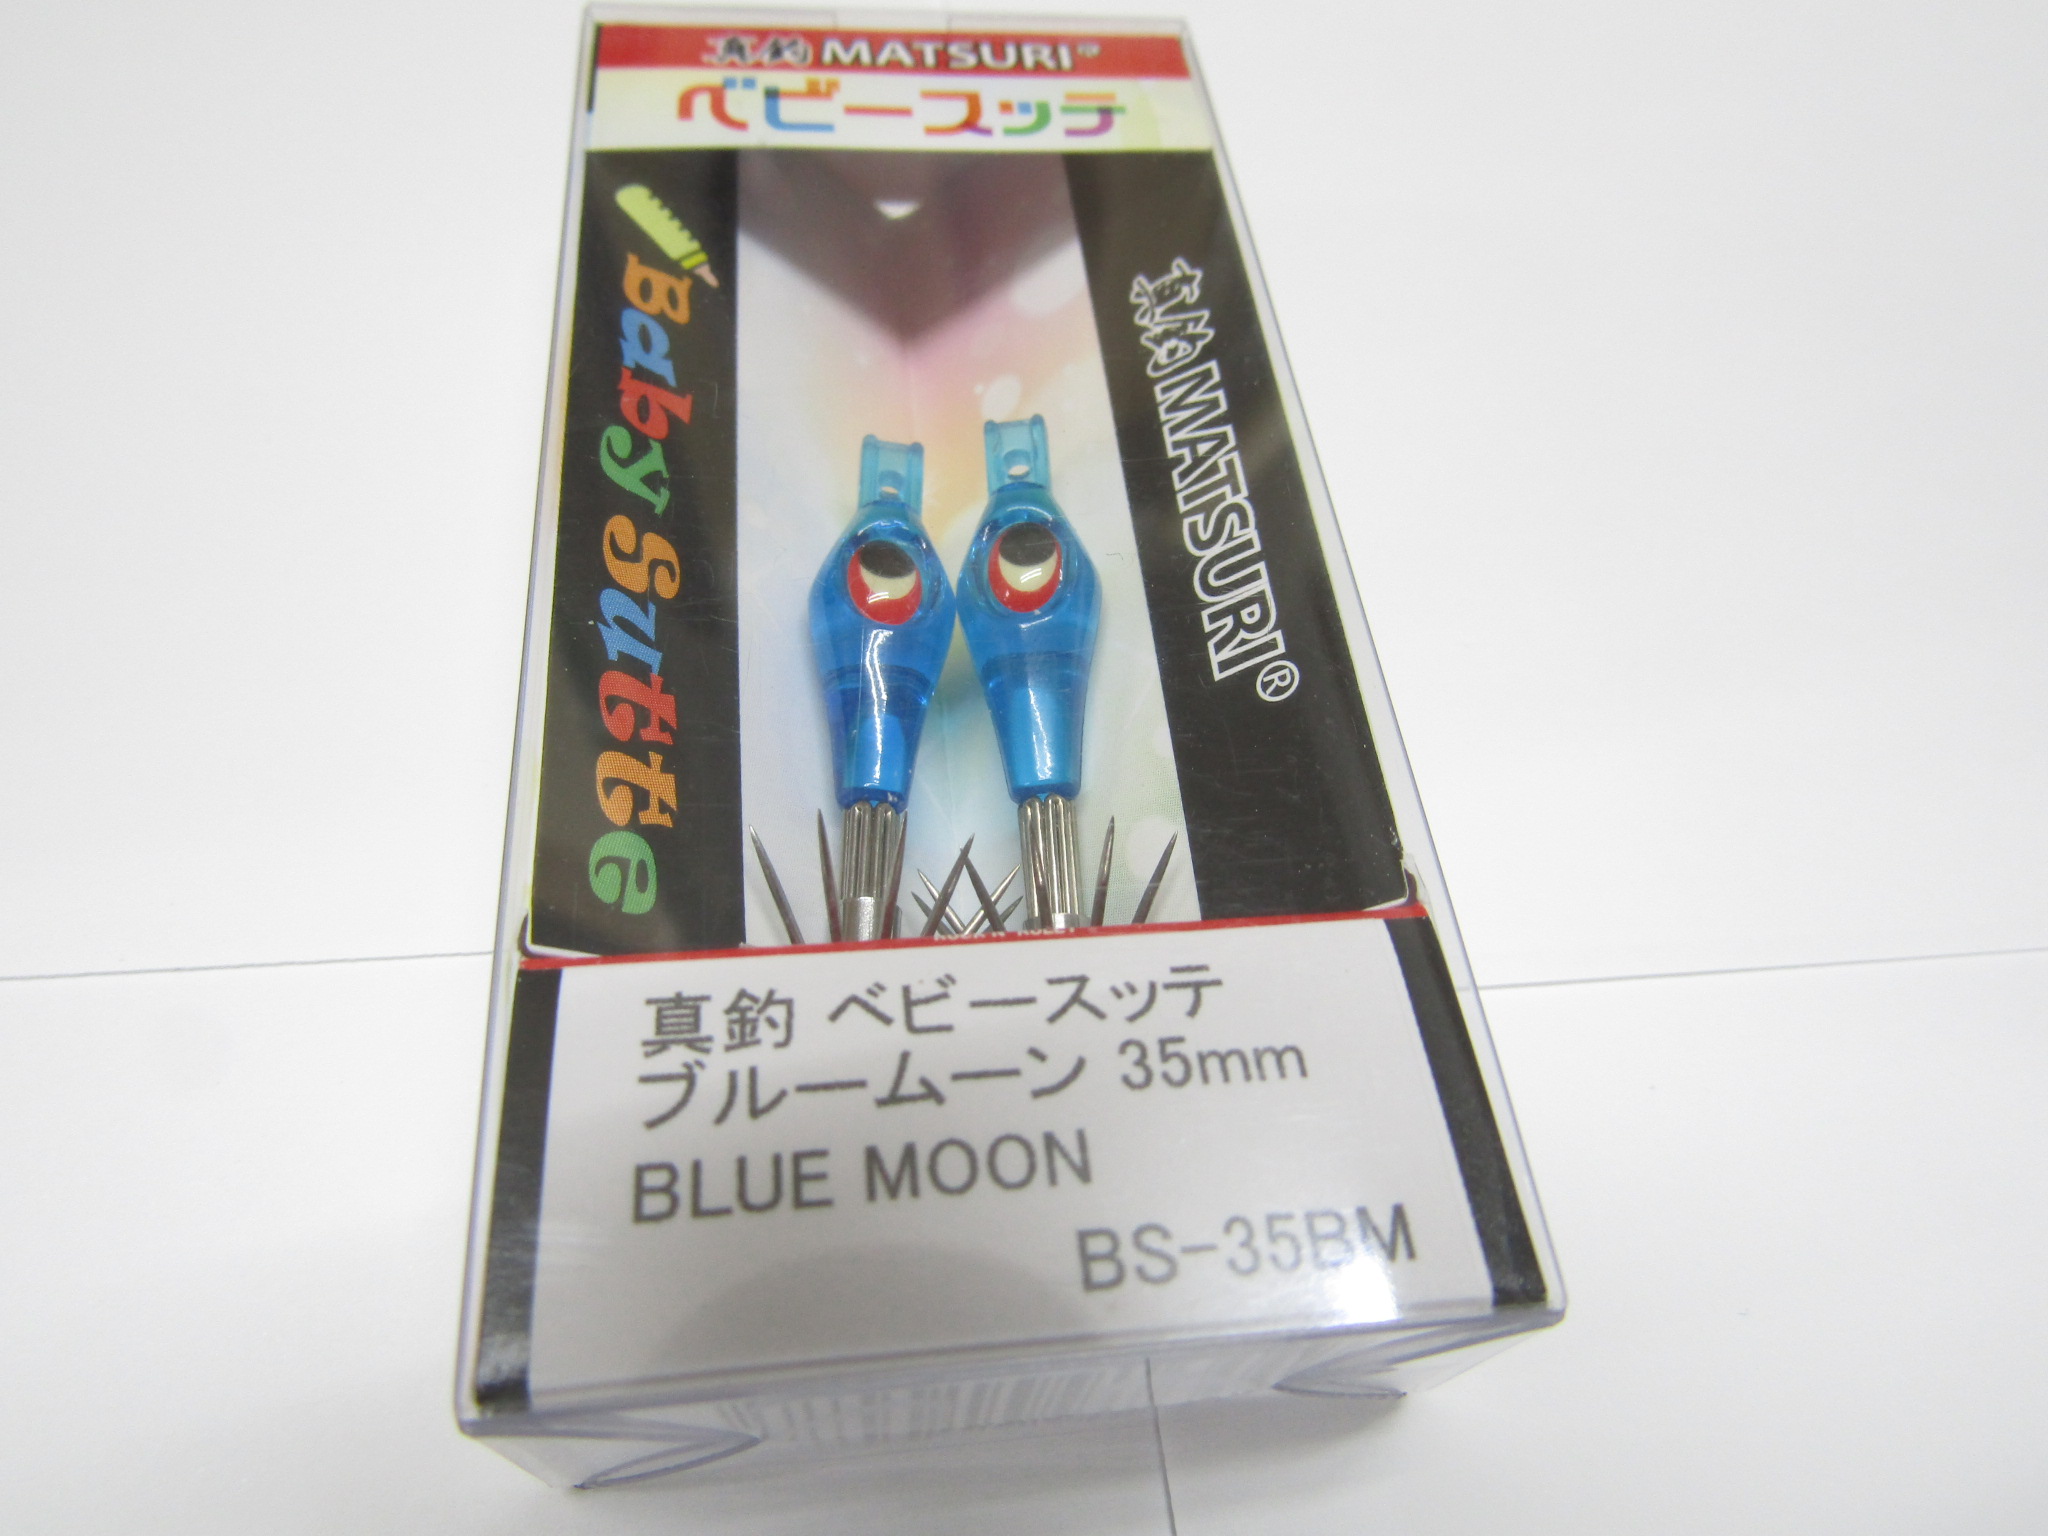 真釣 MATSURI®
ベビースッテ
Baby Sutte
真釣 MATSURI®
真釣 ベビースッテ
ブルームーン 35mm
BLUE MOON
BS-35BM